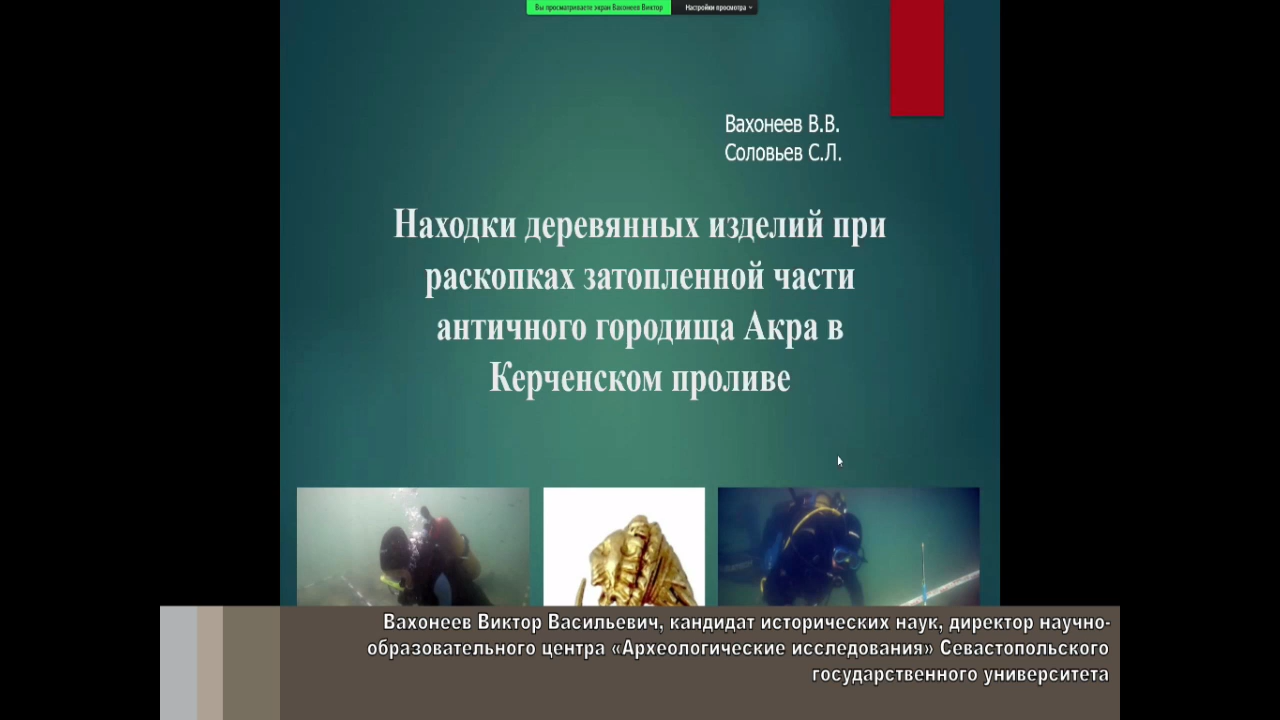 Вы просматриваете экран Вахонеев Виктор
Настройки просмотра
Вахонеев В.В.
Соловьев С.Л.
Находки деревянных изделий при
раскопках затопленной части
античного городища Акра в
Керченском проливе
Вахонеев Виктор Васильевич, кандидат исторических наук, директор научно-
образовательного центра «Археологические исследования» Севастопольского
государственного университета